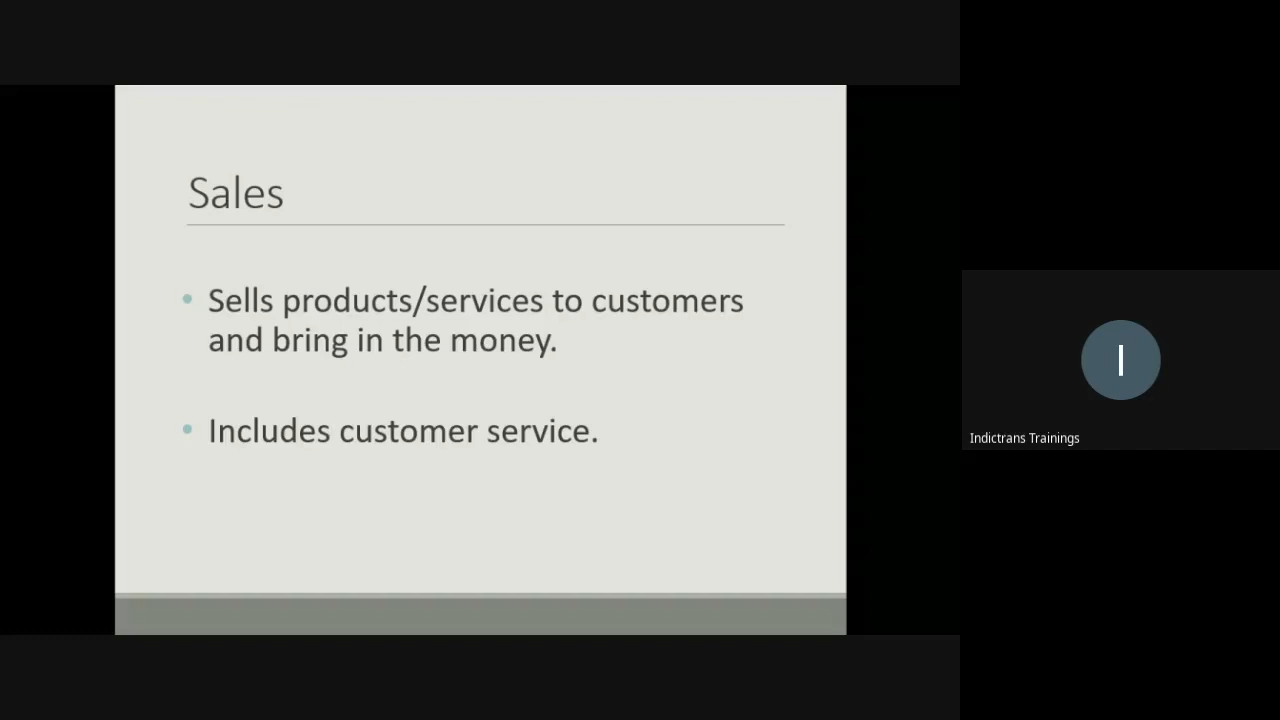 Sales
• Sells products/services to customers
and bring in the money.
• Includes customer service.
I
Indictrans Trainings